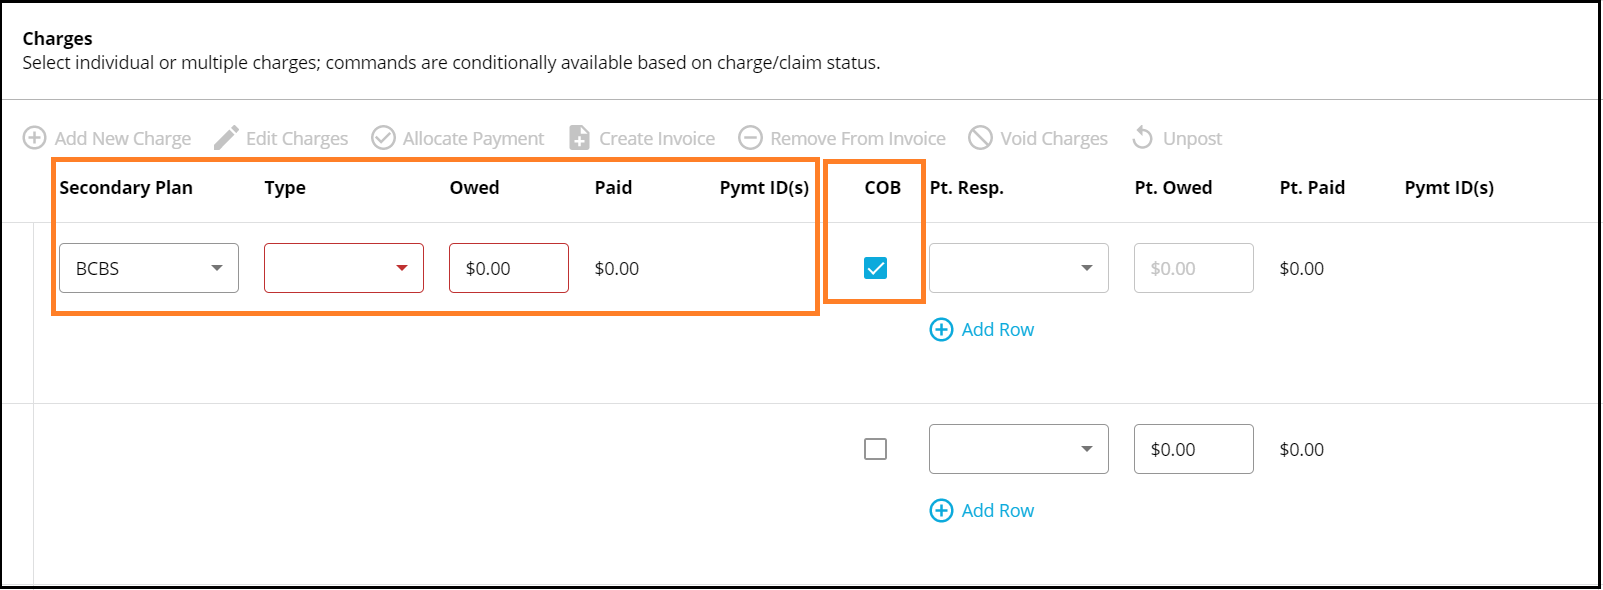 Charges
Select individual or multiple charges; commands are conditionally available based on charge/claim status.
Add New Charge Edit Charges Allocate Payment Create Invoice Remove From Invoice Void Charges Unpost
Secondary Plan Type Owed Paid Pymt ID(s) COB Pt. Resp. Pt. Owed Pt. Paid Pymt ID(s)
BCBS $0.00 $0.00 $0.00 $0.00
Add Row
$0.00 $0.00
Add Row